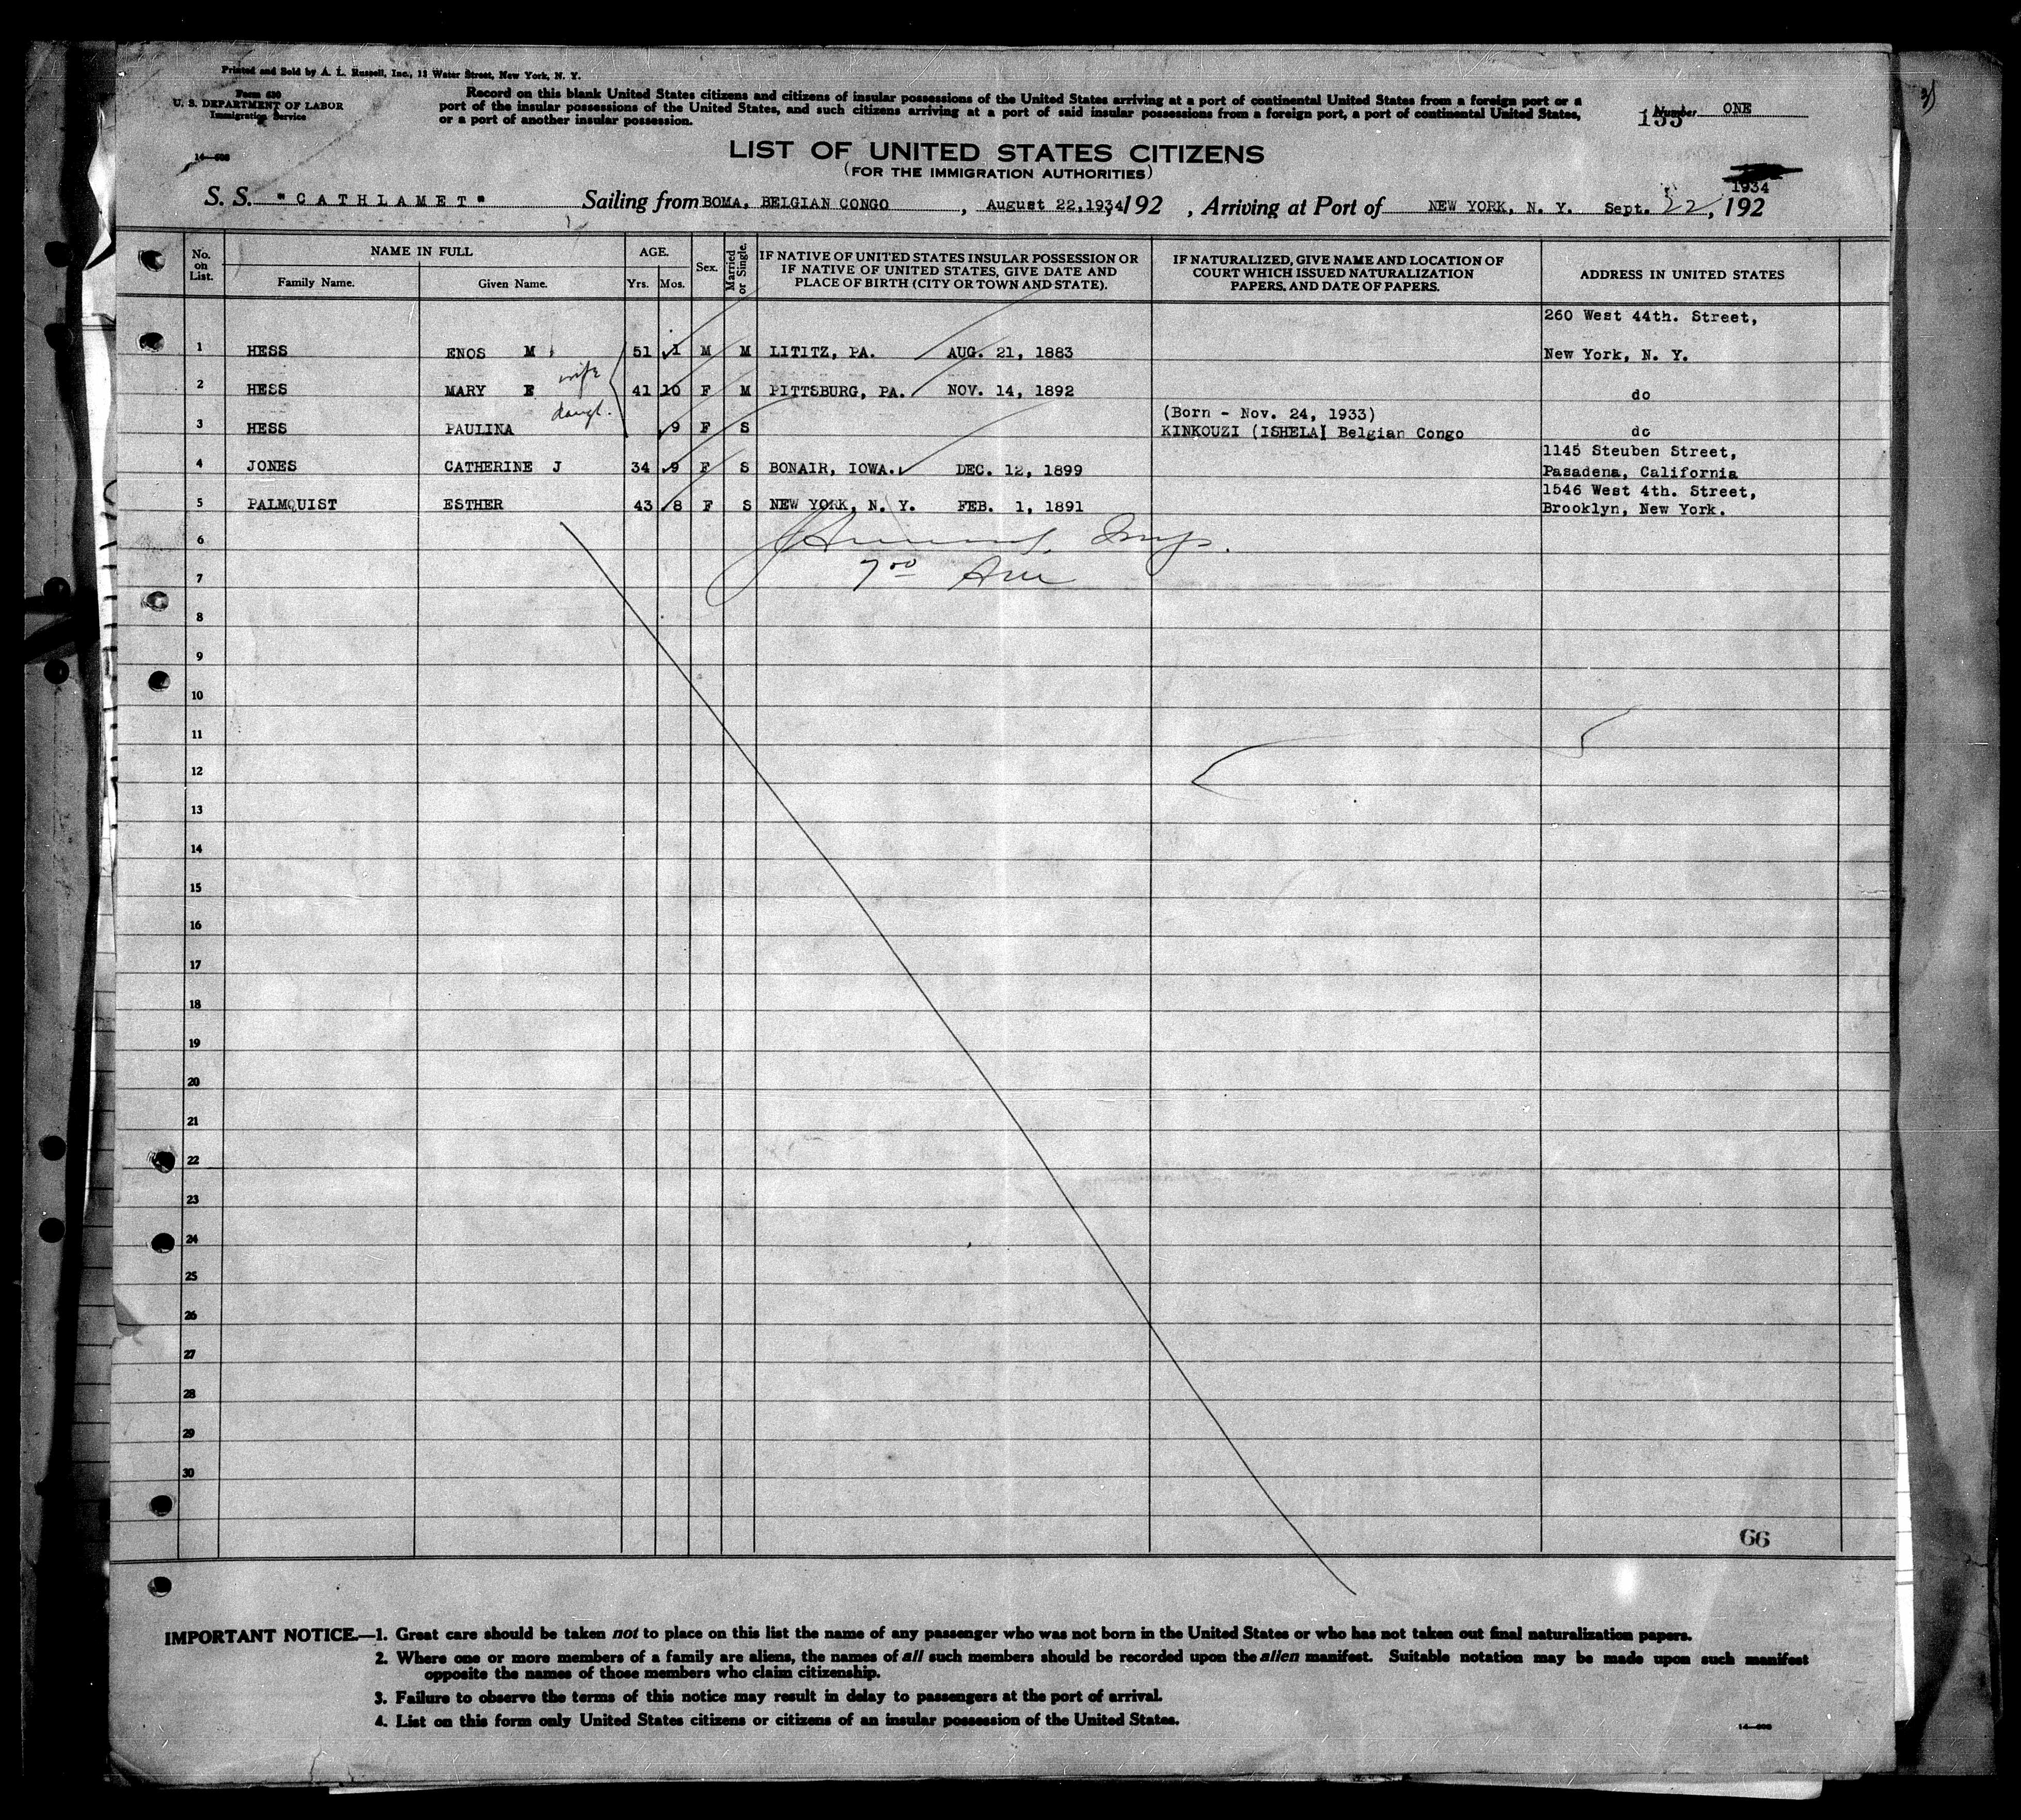 Printed and Sold by A. L. Russell, Inc., 13 Water Street, New York, N. Y.
Form 630
U. S. DEPARTMENT OF LABOR
Immigration Service
14—630
Record on this blank United States citizens and citizens of insular possessions of the United States arriving at a port of continental United States from a foreign port or a
port of the insular possessions of the United States, and such citizens arriving at a port of said insular possessions from a foreign port, a port of continental United States,
or a port of another insular possession.
Number ONE
133
LIST OF UNITED STATES CITIZENS
(FOR THE IMMIGRATION AUTHORITIES)
1934
S. S. "CATHLAMET" Sailing from BOMA, BELGIAN CONGO, August 22, 1934, 192 , Arriving at Port of NEW YORK, N. Y. Sept. 22, 192
No. on List. NAME IN FULL AGE. Sex. Married or Single. IF NATIVE OF UNITED STATES INSULAR POSSESSION OR IF NATIVE OF UNITED STATES, GIVE DATE AND PLACE OF BIRTH (CITY OR TOWN AND STATE). IF NATURALIZED, GIVE NAME AND LOCATION OF COURT WHICH ISSUED NATURALIZATION PAPERS, AND DATE OF PAPERS. ADDRESS IN UNITED STATES
Family Name. Given Name. Yrs. Mos.
260 West 44th. Street,
1 HESS ENOS M 51 1 M M LITITZ, PA. AUG. 21, 1883 New York, N. Y.
wife
2 HESS MARY E 41 10 F M PITTSBURG, PA. NOV. 14, 1892 do
daugt. (Born - Nov. 24, 1933)
3 HESS PAULINA 9 F S KINKOUZI (ISHELA] Belgian Congo do
1145 Steuben Street,
4 JONES CATHERINE J 34 9 F S BONAIR, IOWA. DEC. 12, 1899 Pasadena, California
1546 West 4th. Street,
5 PALMQUIST ESTHER 43 8 F S NEW YORK, N. Y. FEB. 1, 1891 Brooklyn, New York.
6 Insp.
7 7 00
8
9
10
11
12
13
14
15
16
17
18
19
20
21
22
23
24
25
26
27
28
29
30
66
IMPORTANT NOTICE.—1. Great care should be taken not to place on this list the name of any passenger who was not born in the United States or who has not taken out final naturalization papers.
2. Where one or more members of a family are aliens, the names of all such members should be recorded upon the alien manifest. Suitable notation may be made upon such manifest
opposite the names of those members who claim citizenship.
3. Failure to observe the terms of this notice may result in delay to passengers at the port of arrival.
4. List on this form only United States citizens or citizens of an insular possession of the United States.
14—630